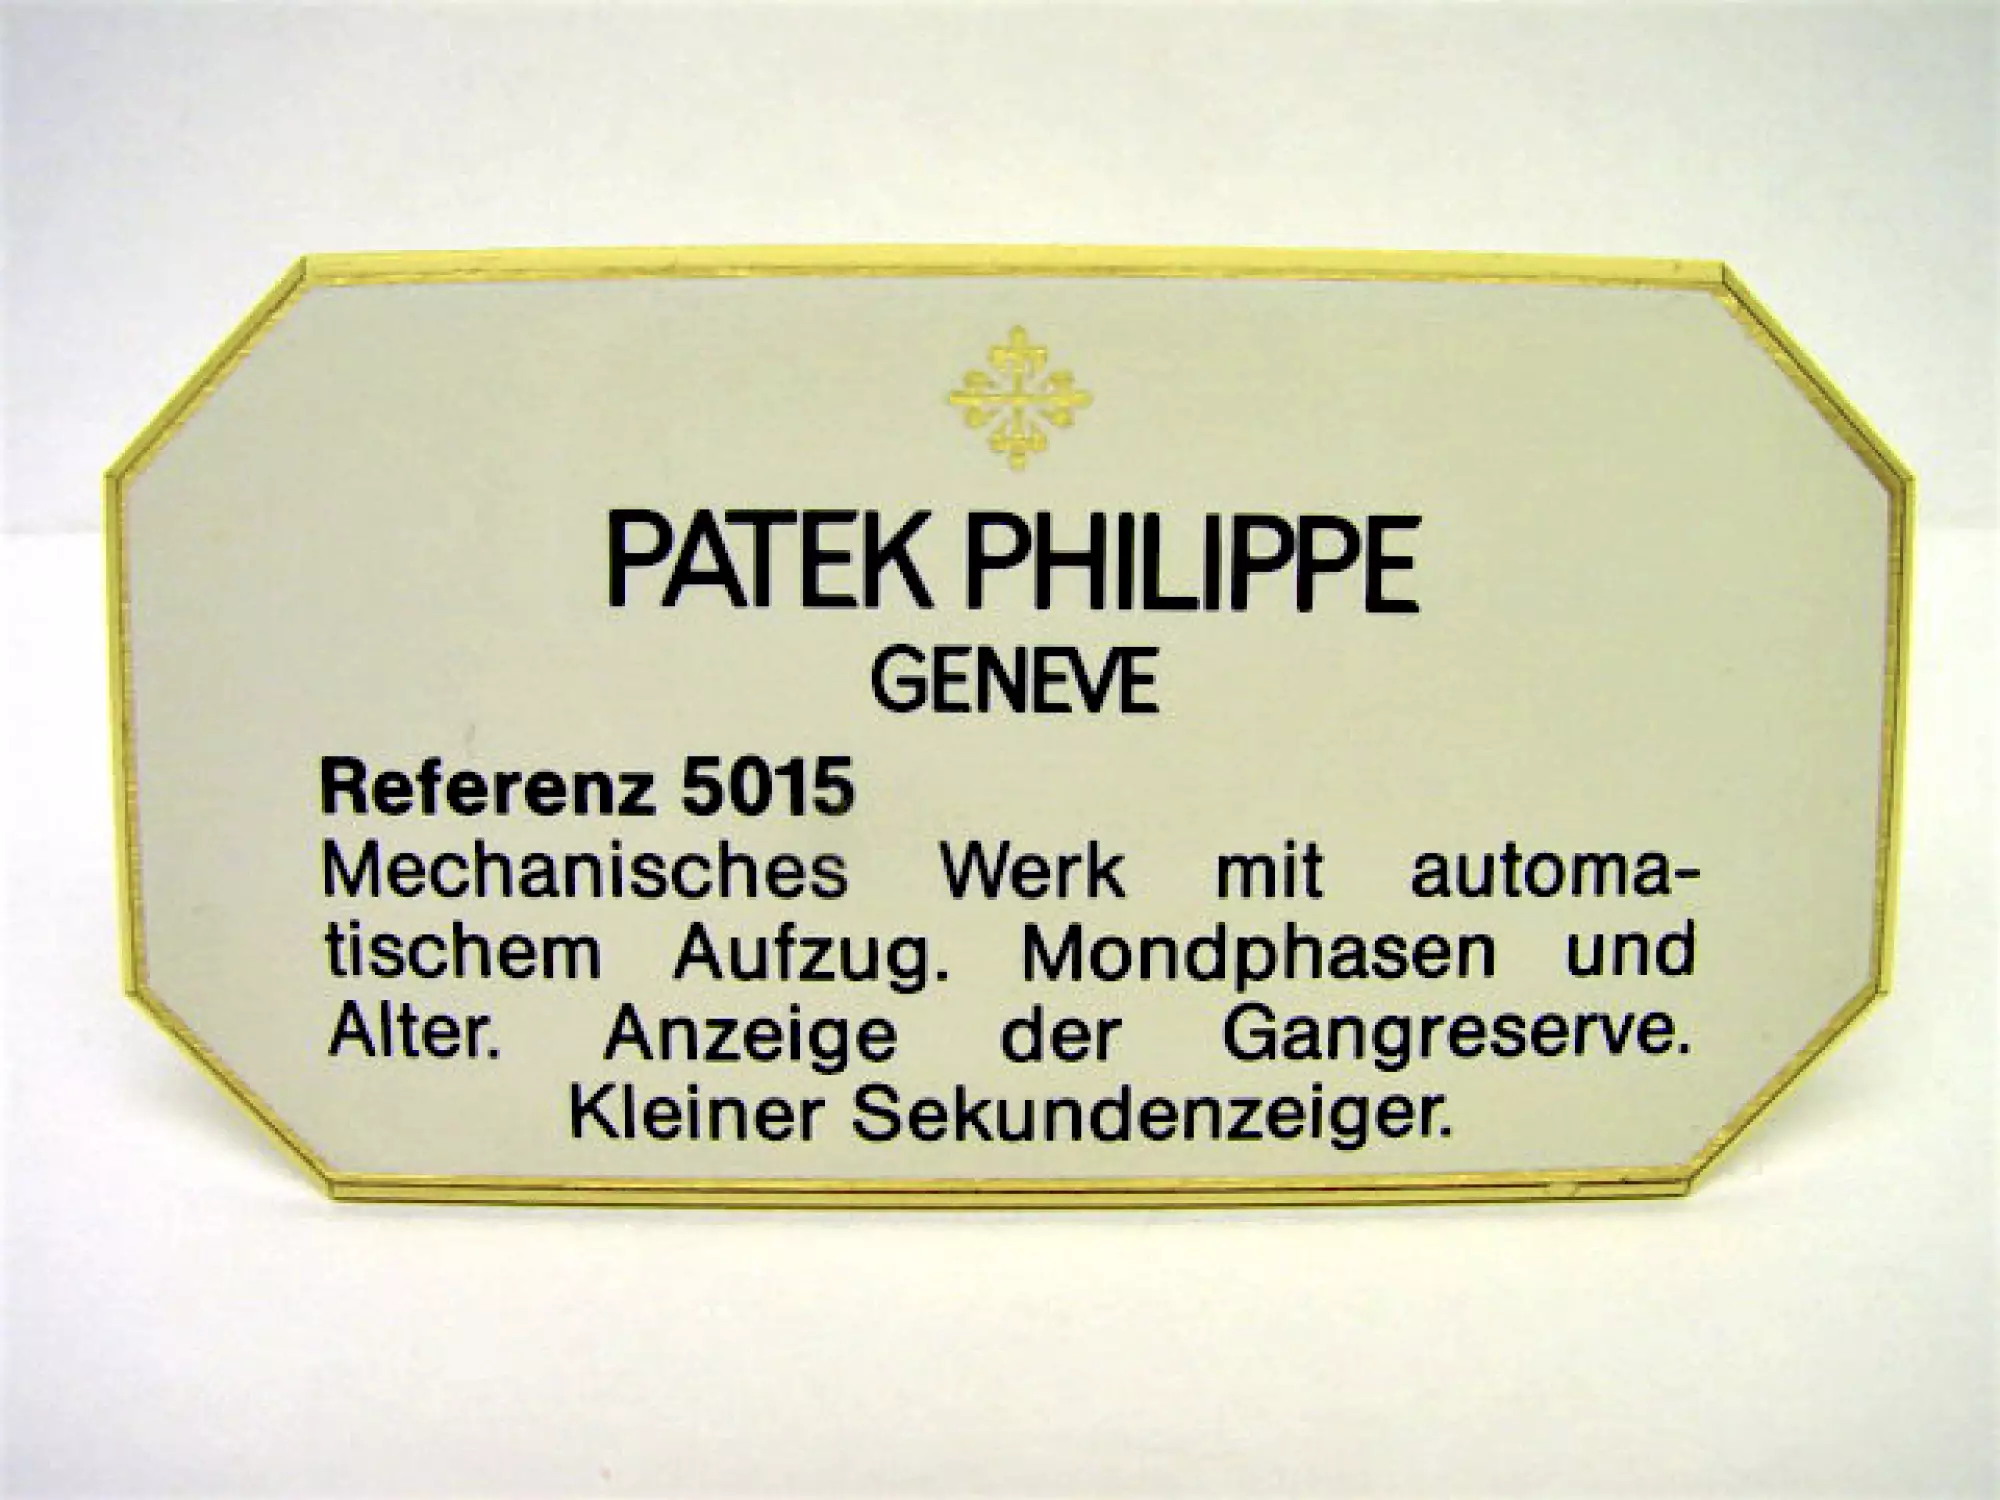 PATEK PHILIPPE
GENEVE
Referenz 5015
Mechanisches Werk mit automa-
tischem Aufzug. Mondphasen und
Alter. Anzeige der Gangreserve.
Kleiner Sekundenzeiger.